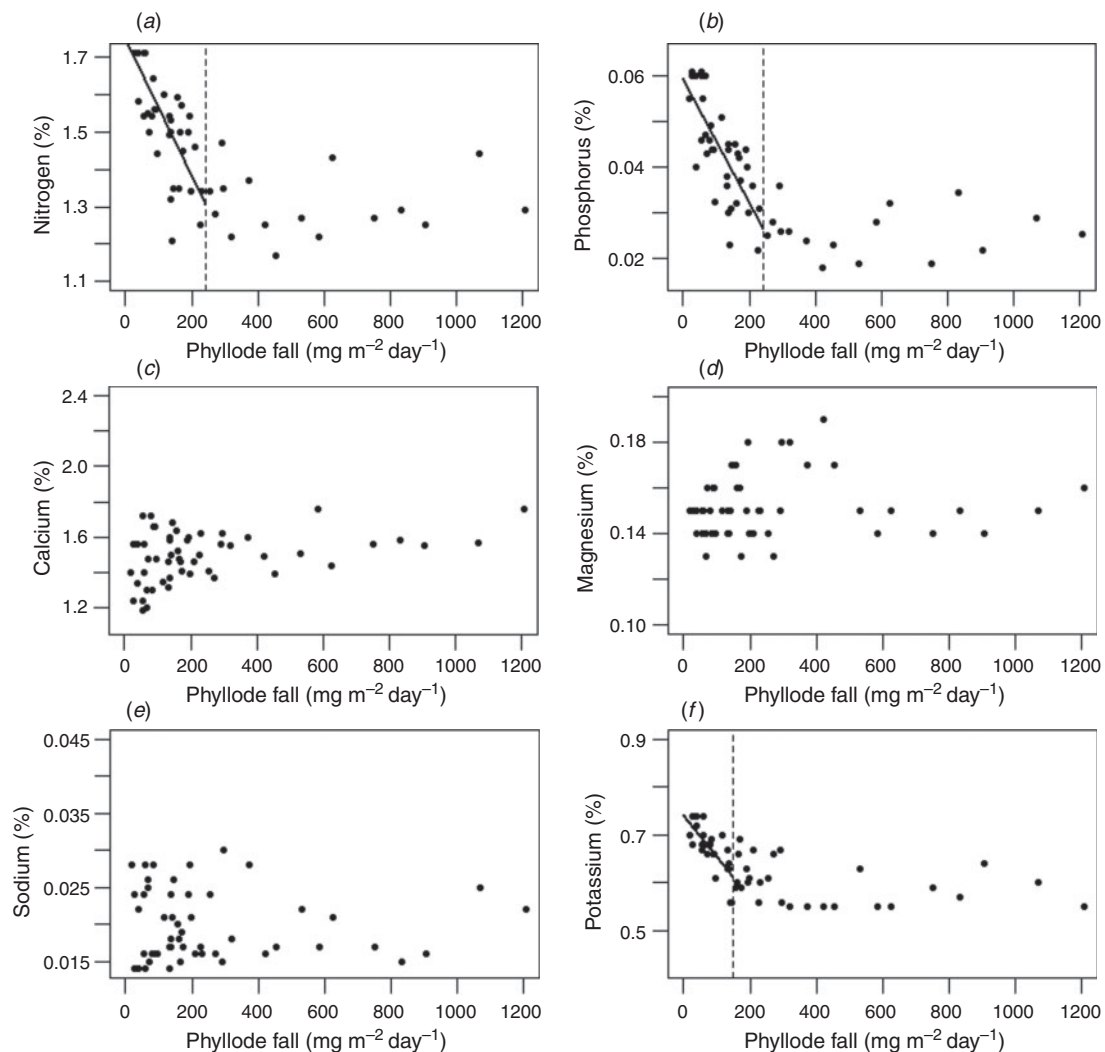 (a)
Nitrogen (%)
1.7
1.5
1.3
1.1
0 200 400 600 800 1000 1200
Phyllode fall (mg m⁻² day⁻¹)
(b)
Phosphorus (%)
0.06
0.04
0.02
0 200 400 600 800 1000 1200
Phyllode fall (mg m⁻² day⁻¹)
(c)
Calcium (%)
2.4
2.0
1.6
1.2
0 200 400 600 800 1000 1200
Phyllode fall (mg m⁻² day⁻¹)
(d)
Magnesium (%)
0.18
0.14
0.10
0 200 400 600 800 1000 1200
Phyllode fall (mg m⁻² day⁻¹)
(e)
Sodium (%)
0.045
0.035
0.025
0.015
0 200 400 600 800 1000 1200
Phyllode fall (mg m⁻² day⁻¹)
(f)
Potassium (%)
0.9
0.7
0.5
0 200 400 600 800 1000 1200
Phyllode fall (mg m⁻² day⁻¹)